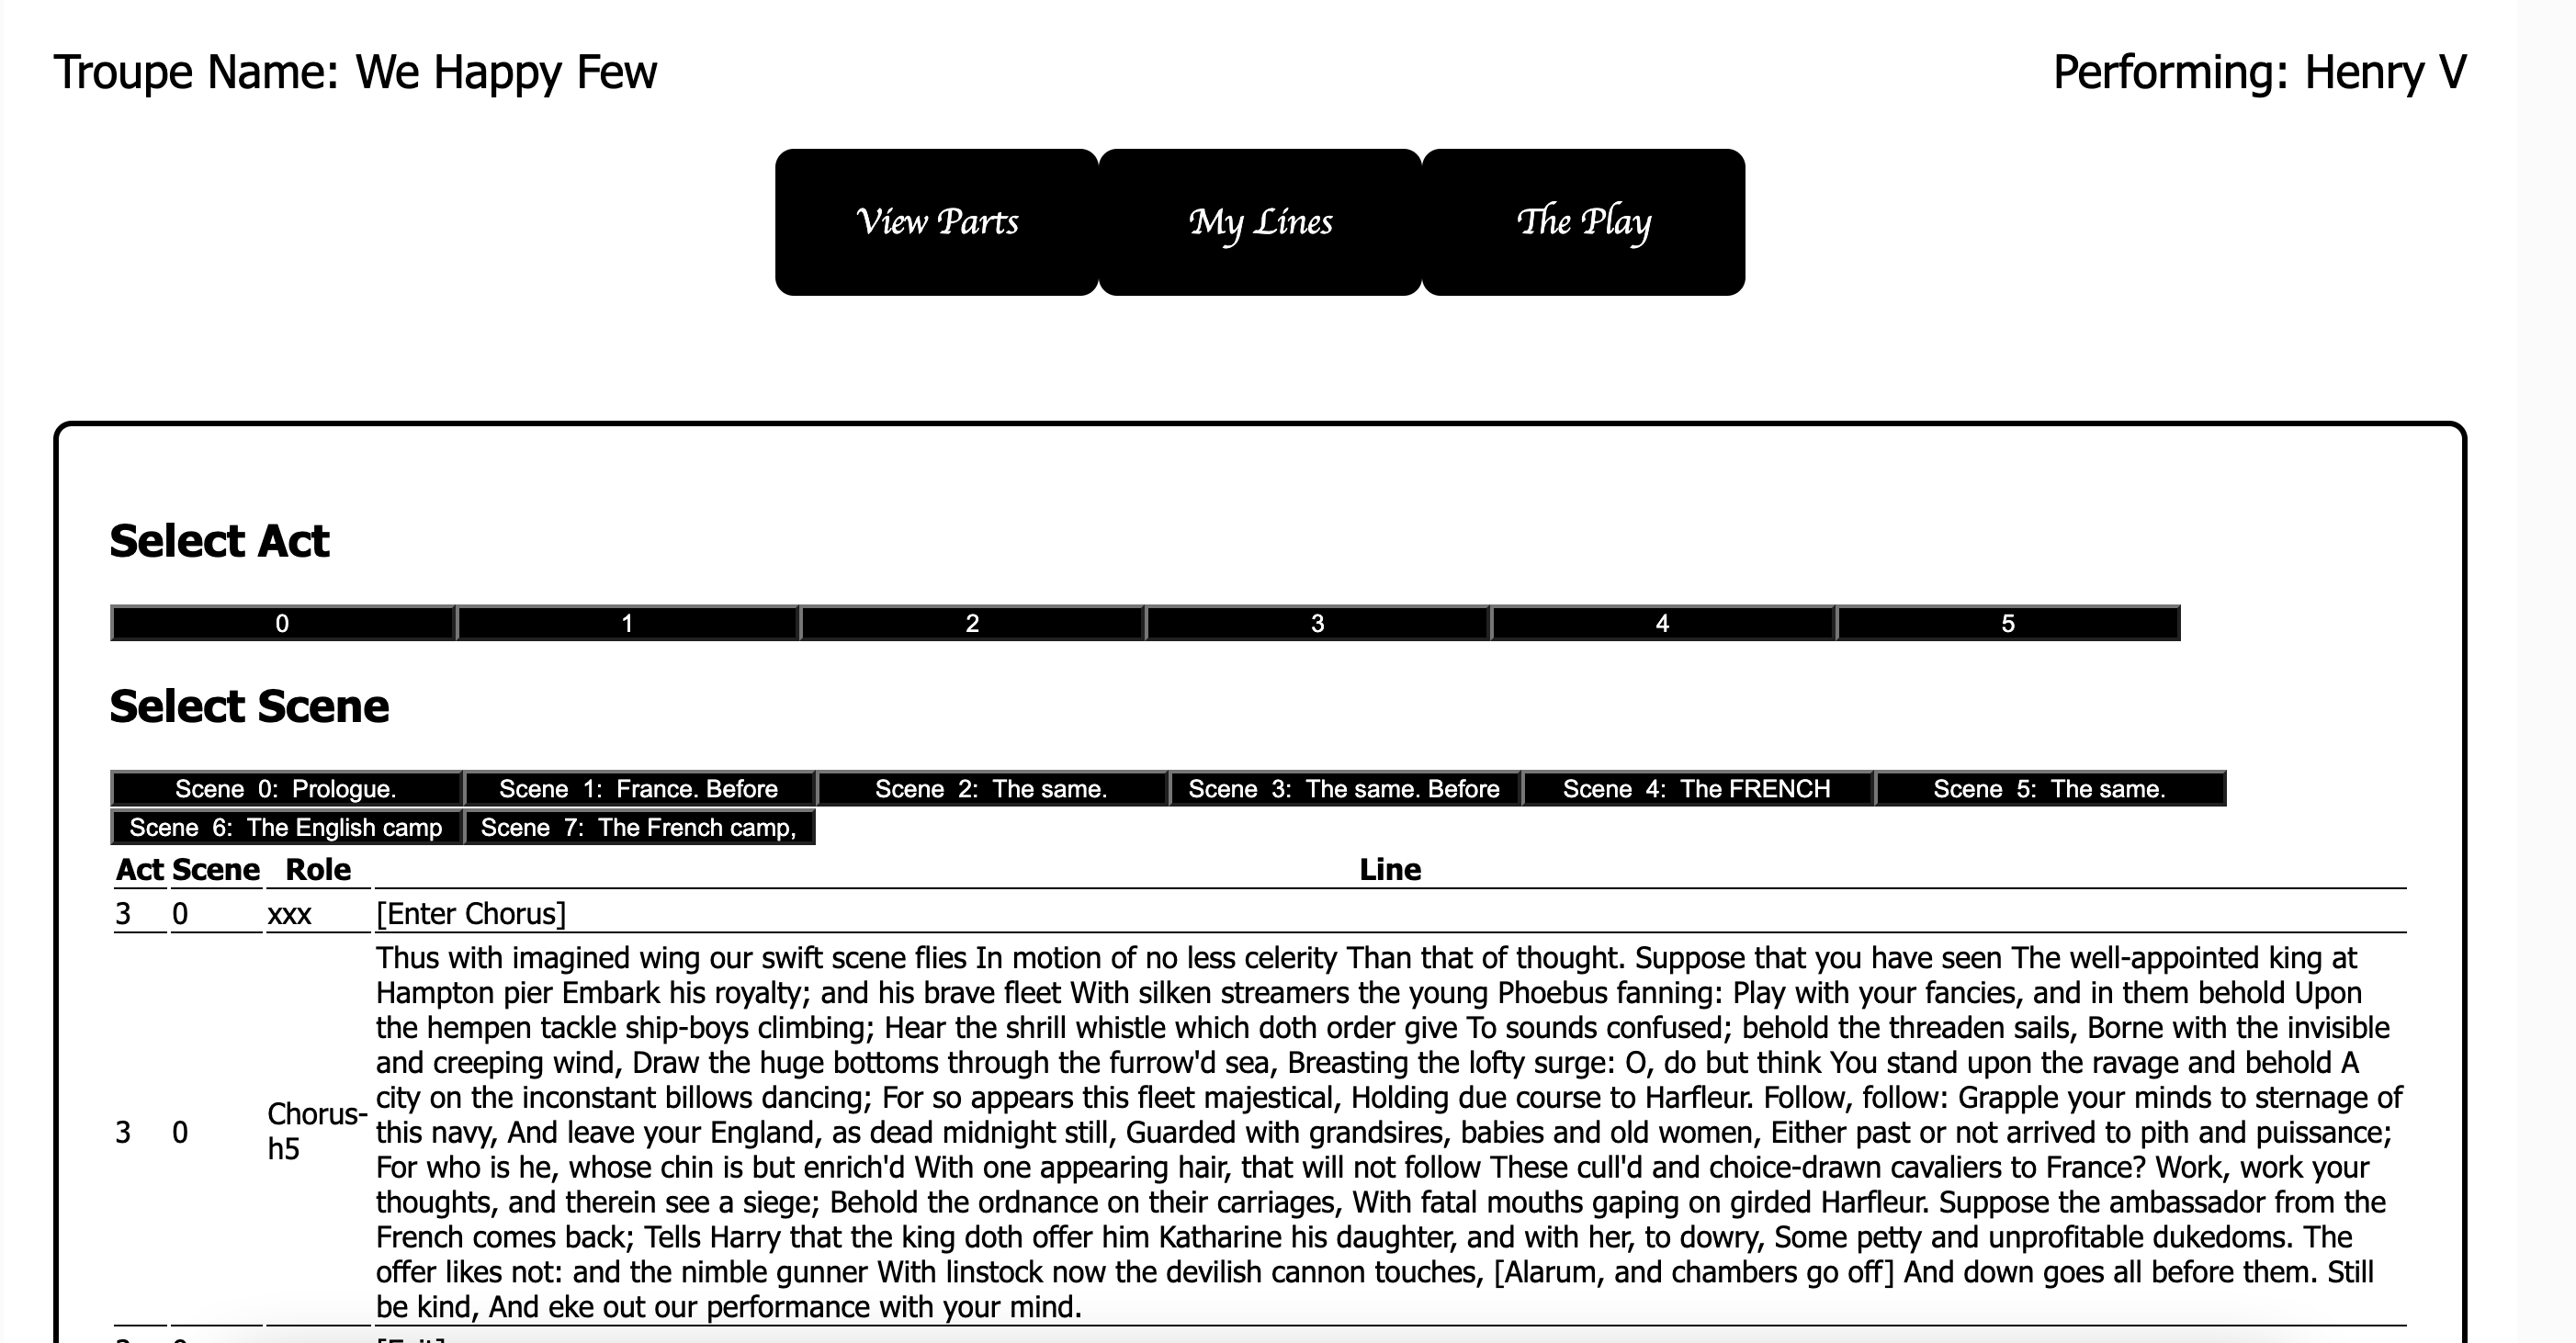 Troupe Name: We Happy Few
Performing: Henry V
View Parts
My Lines
The Play
Select Act
0 1 2 3 4 5
Select Scene
Scene 0: Prologue. Scene 1: France. Before Scene 2: The same. Scene 3: The same. Before Scene 4: The FRENCH Scene 5: The same.
Scene 6: The English camp Scene 7: The French camp,
Act Scene Role Line
3 0 xxx [Enter Chorus]
3 0 Chorus-
h5
Thus with imagined wing our swift scene flies In motion of no less celerity Than that of thought. Suppose that you have seen The well-appointed king at
Hampton pier Embark his royalty; and his brave fleet With silken streamers the young Phoebus fanning: Play with your fancies, and in them behold Upon
the hempen tackle ship-boys climbing; Hear the shrill whistle which doth order give To sounds confused; behold the threaden sails, Borne with the invisible
and creeping wind, Draw the huge bottoms through the furrow'd sea, Breasting the lofty surge: O, do but think You stand upon the ravage and behold A
city on the inconstant billows dancing; For so appears this fleet majestical, Holding due course to Harfleur. Follow, follow: Grapple your minds to sternage of
this navy, And leave your England, as dead midnight still, Guarded with grandsires, babies and old women, Either past or not arrived to pith and puissance;
For who is he, whose chin is but enrich'd With one appearing hair, that will not follow These cull'd and choice-drawn cavaliers to France? Work, work your
thoughts, and therein see a siege; Behold the ordnance on their carriages, With fatal mouths gaping on girded Harfleur. Suppose the ambassador from the
French comes back; Tells Harry that the king doth offer him Katharine his daughter, and with her, to dowry, Some petty and unprofitable dukedoms. The
offer likes not: and the nimble gunner With linstock now the devilish cannon touches, [Alarum, and chambers go off] And down goes all before them. Still
be kind, And eke out our performance with your mind.